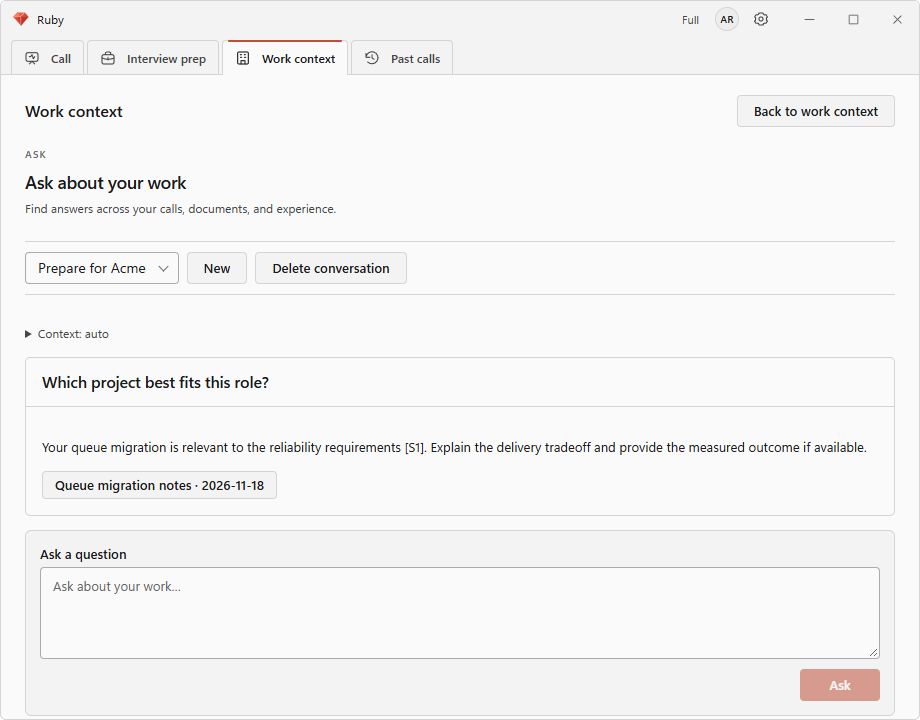 Ruby
Full
AR
Call
Interview prep
Work context
Past calls
Work context
Back to work context
ASK
Ask about your work
Find answers across your calls, documents, and experience.
Prepare for Acme
New
Delete conversation
Context: auto
Which project best fits this role?
Your queue migration is relevant to the reliability requirements [S1]. Explain the delivery tradeoff and provide the measured outcome if available.
Queue migration notes · 2026-11-18
Ask a question
Ask about your work...
Ask